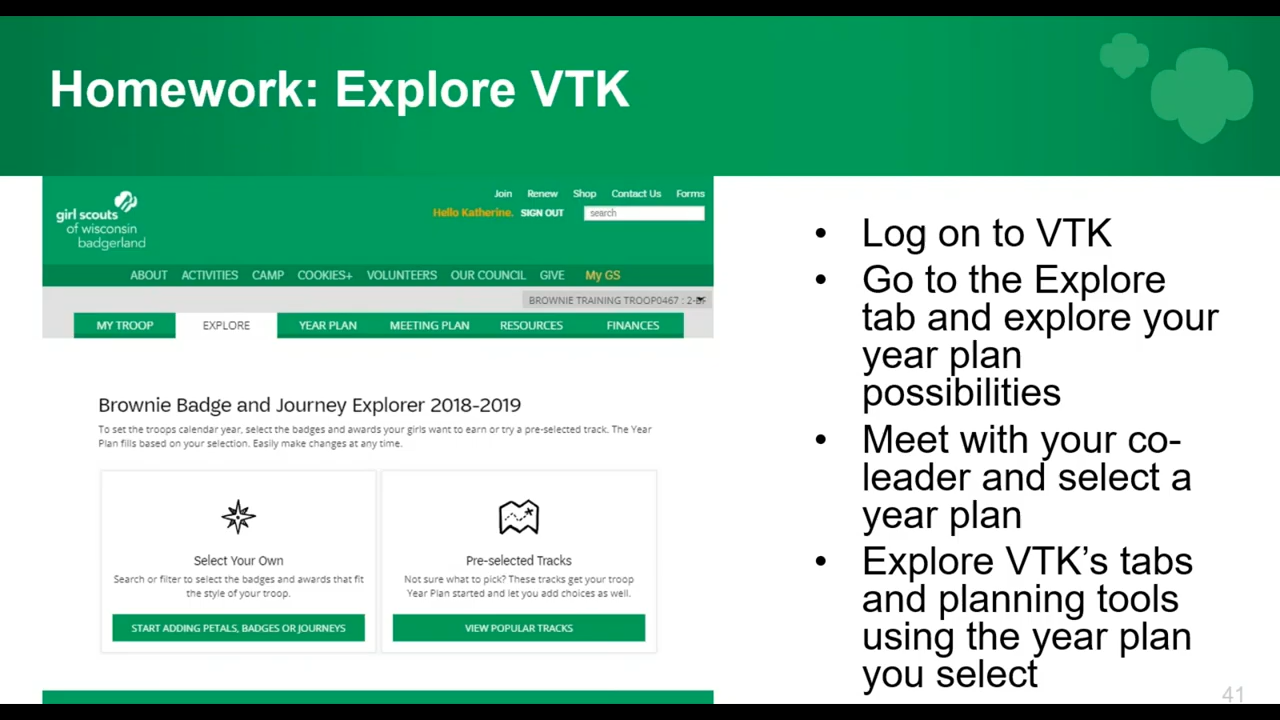 Homework: Explore VTK
Join Renew Shop Contact Us Forms
Hello Katherine. SIGN OUT search
girl scouts
of wisconsin
badgerland
ABOUT ACTIVITIES CAMP COOKIES+ VOLUNTEERS OUR COUNCIL GIVE My GS
BROWNIE TRAINING TROOP0467 : 2-
MY TROOP EXPLORE YEAR PLAN MEETING PLAN RESOURCES FINANCES
Brownie Badge and Journey Explorer 2018-2019
To set the troops calendar year, select the badges and awards your girls want to earn or try a pre-selected track. The Year
Plan fills based on your selection. Easily make changes at any time.
Select Your Own
Search or filter to select the badges and awards that fit
the style of your troop.
START ADDING PETALS, BADGES OR JOURNEYS
Pre-selected Tracks
Not sure what to pick? These tracks get your troop
Year Plan started and let you add choices as well.
VIEW POPULAR TRACKS
• Log on to VTK
• Go to the Explore
tab and explore your
year plan
possibilities
• Meet with your co-
leader and select a
year plan
• Explore VTK’s tabs
and planning tools
using the year plan
you select
41